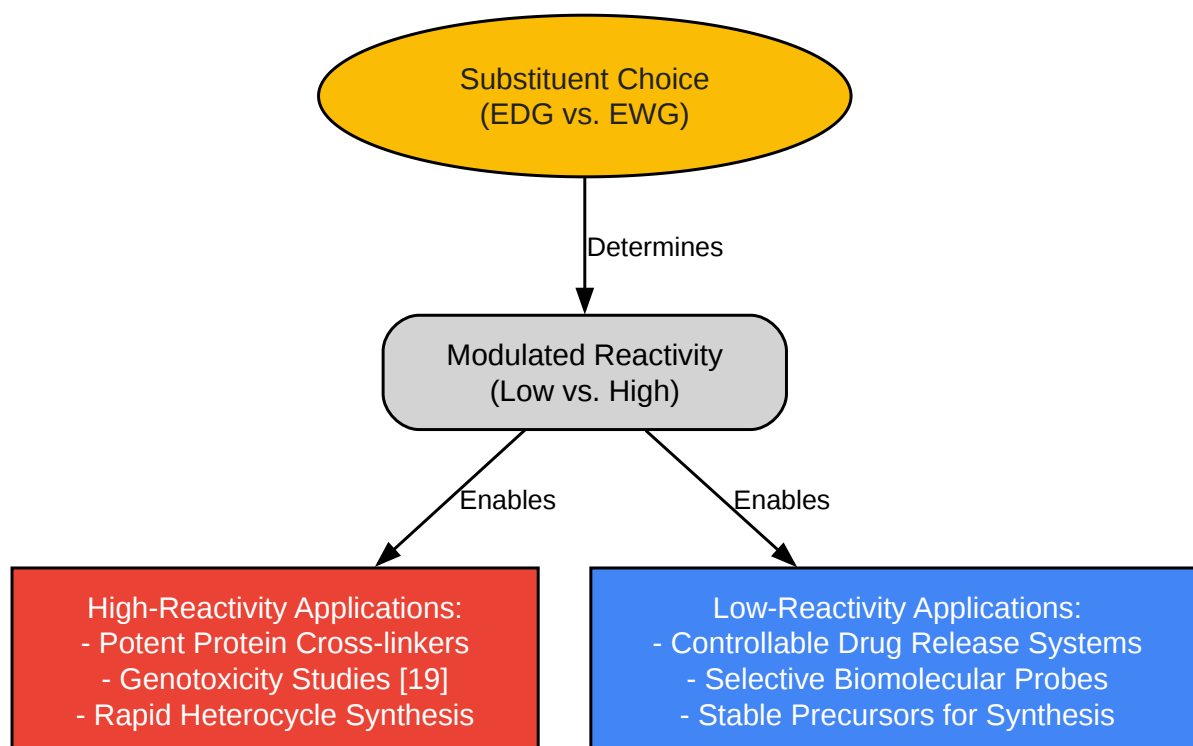 Substituent Choice
(EDG vs. EWG)
Determines
Modulated Reactivity
(Low vs. High)
Enables
Enables
High-Reactivity Applications:
- Potent Protein Cross-linkers
- Genotoxicity Studies [19]
- Rapid Heterocycle Synthesis
Low-Reactivity Applications:
- Controllable Drug Release Systems
- Selective Biomolecular Probes
- Stable Precursors for Synthesis